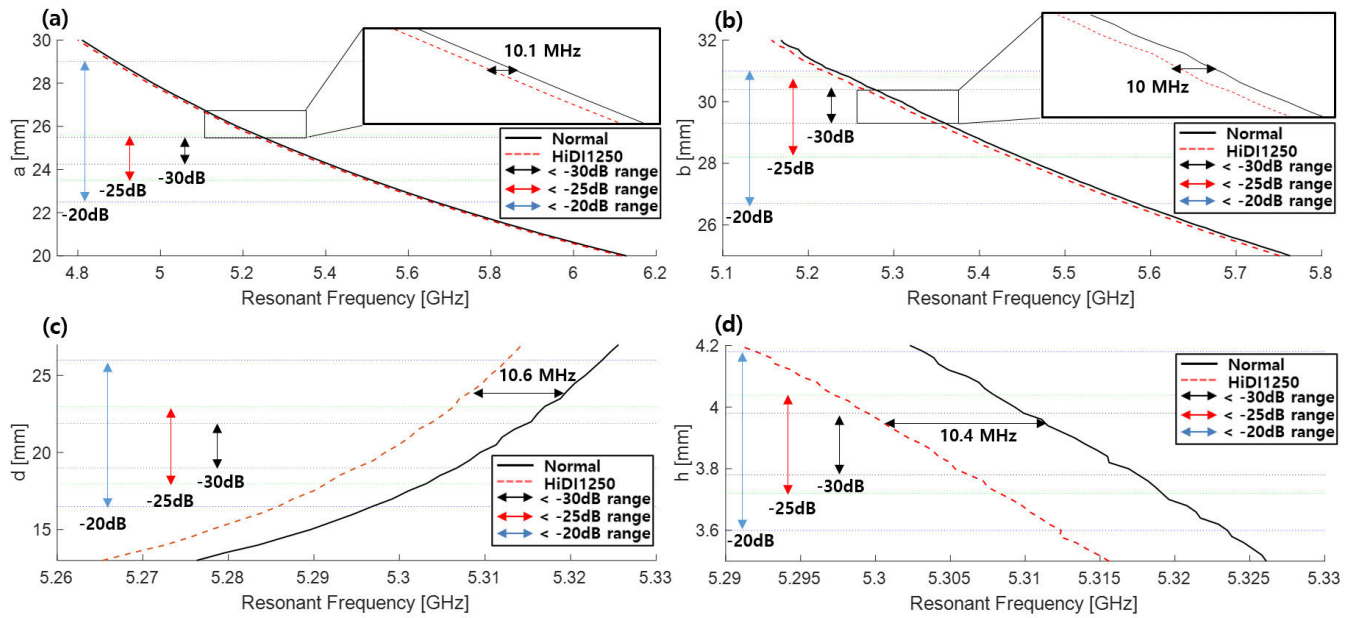 (a)
30
28
26
24
22
20
a [mm]
4.8
5
5.2
5.4
5.6
5.8
6
6.2
Resonant Frequency [GHz]
10.1 MHz
-20dB
-25dB
-30dB
Normal
HiDI1250
< -30dB range
< -25dB range
< -20dB range
(b)
32
30
28
26
b [mm]
5.1
5.2
5.3
5.4
5.5
5.6
5.7
5.8
Resonant Frequency [GHz]
10 MHz
-30dB
-25dB
-20dB
Normal
HiDI1250
< -30dB range
< -25dB range
< -20dB range
(c)
25
20
15
d [mm]
5.26
5.27
5.28
5.29
5.3
5.31
5.32
5.33
Resonant Frequency [GHz]
10.6 MHz
-30dB
-25dB
-20dB
Normal
HiDI1250
< -30dB range
< -25dB range
< -20dB range
(d)
4.2
4
3.8
3.6
h [mm]
5.29
5.295
5.3
5.305
5.31
5.315
5.32
5.325
5.33
Resonant Frequency [GHz]
10.4 MHz
-30dB
-25dB
-20dB
Normal
HiDI1250
< -30dB range
< -25dB range
< -20dB range